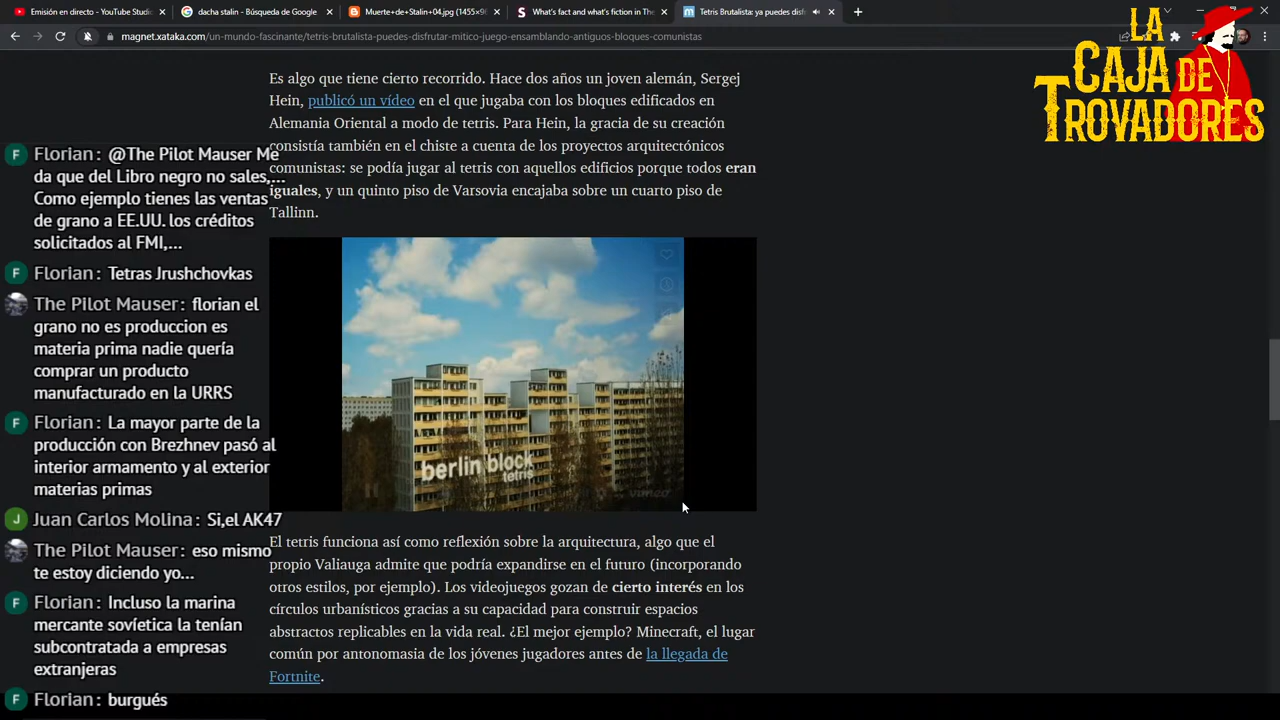 Emisión en directo - YouTube Studi
dacha stalin - Búsqueda de Google
Muerte+de+Stalin+04.jpg (1455×98
What's fact and what's fiction in The
Tetris Brutalista: ya puedes disf
magnet.xataka.com/un-mundo-fascinante/tetris-brutalista-puedes-disfrutar-mitico-juego-ensamblando-antiguos-bloques-comunistas
LA
CAJA DE
TROVADORES
Es algo que tiene cierto recorrido. Hace dos años un joven alemán, Sergej
Hein, publicó un vídeo en el que jugaba con los bloques edificados en
Alemania Oriental a modo de tetris. Para Hein, la gracia de su creación
consistía también en el chiste a cuenta de los proyectos arquitectónicos
comunistas: se podía jugar al tetris con aquellos edificios porque todos eran
iguales, y un quinto piso de Varsovia encajaba sobre un cuarto piso de
Tallinn.
berlin block
tetris
vimeo
El tetris funciona así como reflexión sobre la arquitectura, algo que el
propio Valiauga admite que podría expandirse en el futuro (incorporando
otros estilos, por ejemplo). Los videojuegos gozan de cierto interés en los
círculos urbanísticos gracias a su capacidad para construir espacios
abstractos replicables en la vida real. ¿El mejor ejemplo? Minecraft, el lugar
común por antonomasia de los jóvenes jugadores antes de la llegada de
Fortnite.
F Florian: @The Pilot Mauser Me
da que del Libro negro no sales,...
Como ejemplo tienes las ventas
de grano a EE.UU. los créditos
solicitados al FMI,...
F Florian: Tetras Jrushchovkas
The Pilot Mauser: florian el
grano no es produccion es
materia prima nadie quería
comprar un producto
manufacturado en la URRS
F Florian: La mayor parte de la
producción con Brezhnev pasó al
interior armamento y al exterior
materias primas
J Juan Carlos Molina: Si,el AK47
The Pilot Mauser: eso mismo
te estoy diciendo yo...
F Florian: Incluso la marina
mercante sovíetica la tenían
subcontratada a empresas
extranjeras
F Florian: burgués